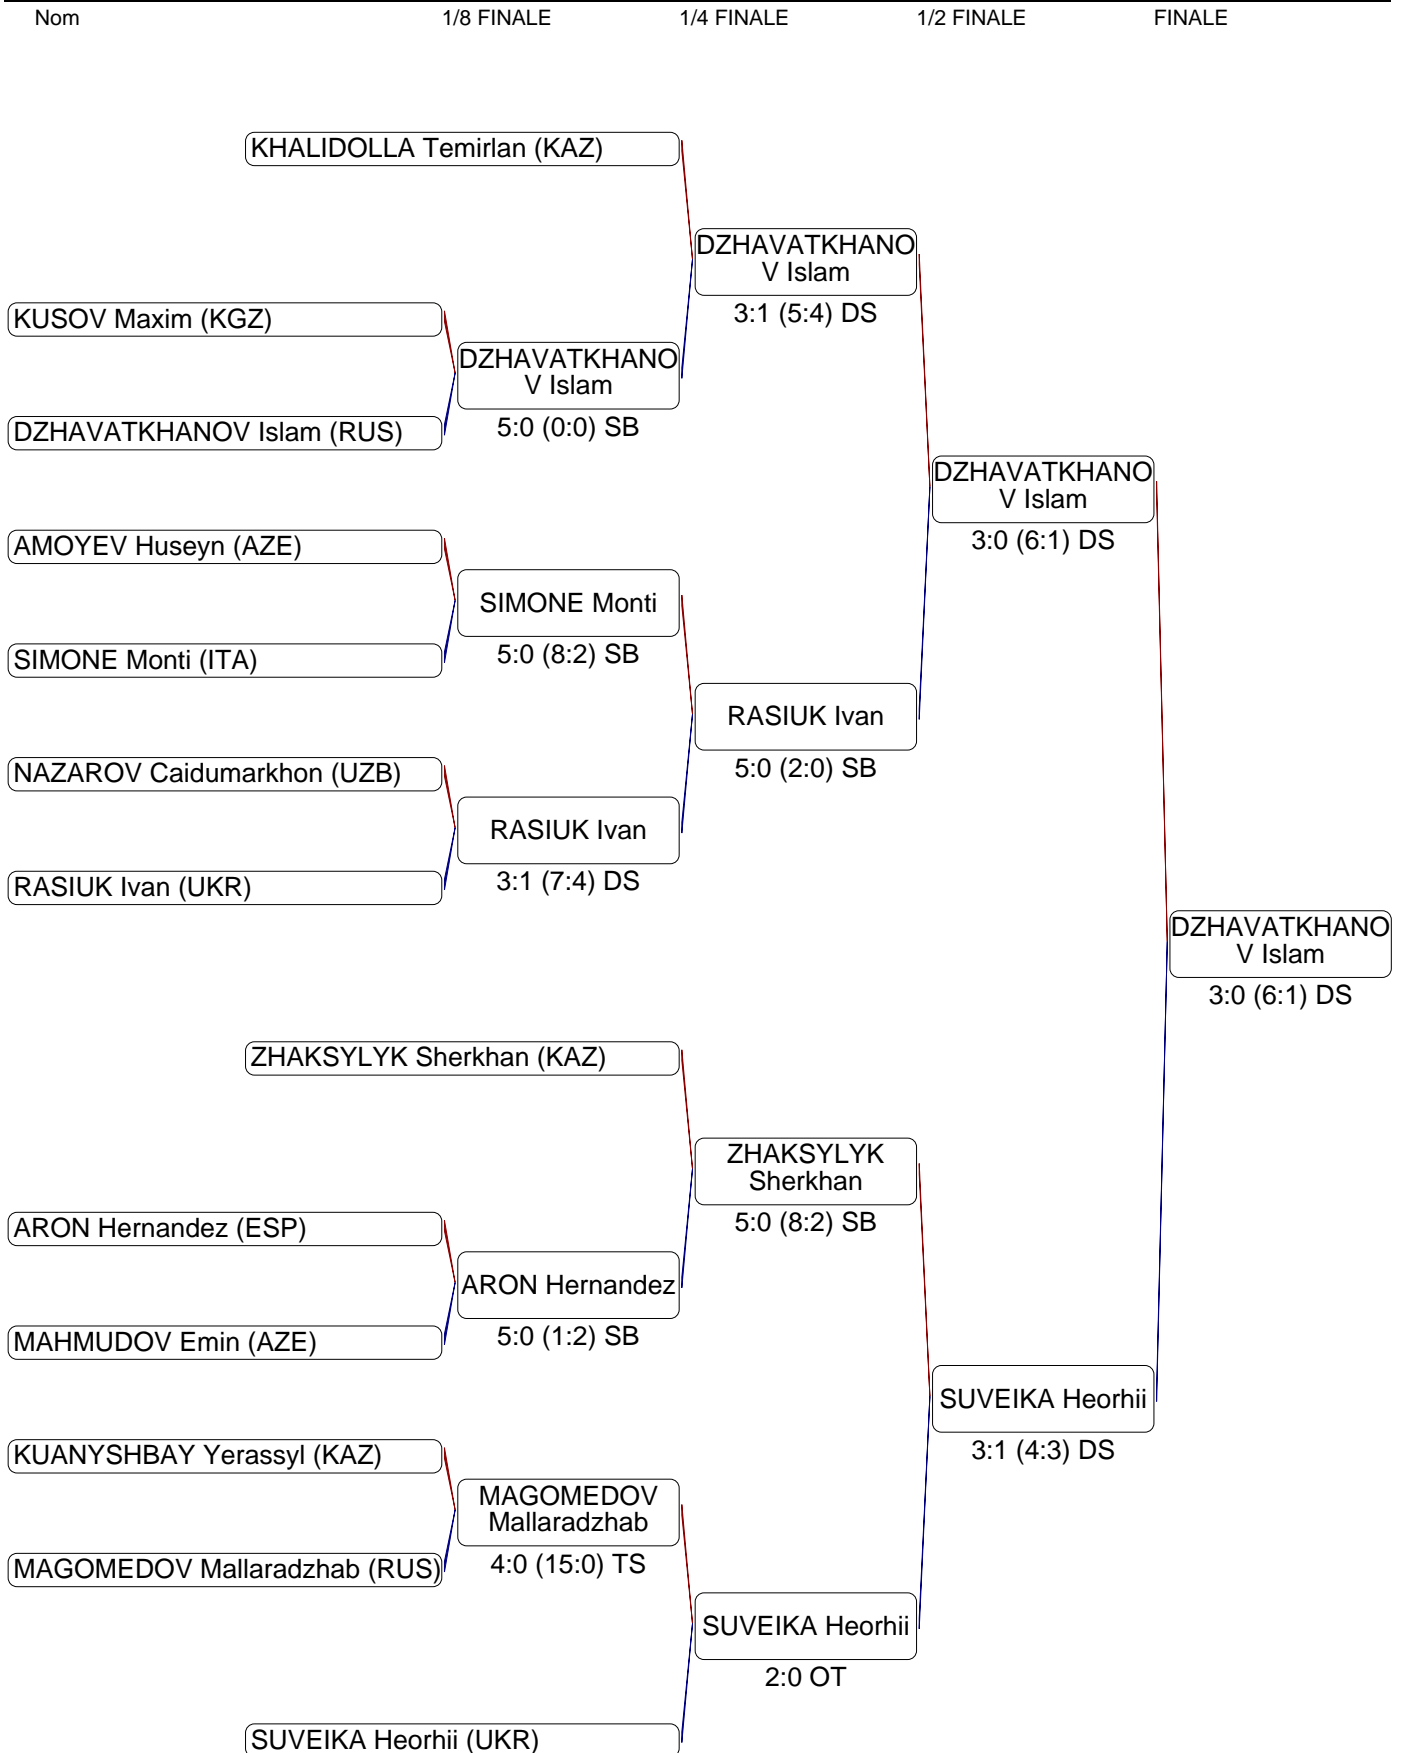 Nom 1/8 FINALE 1/4 FINALE 1/2 FINALE FINALE
KHALIDOLLA Temirlan (KAZ)
DZHAVATKHANO
V Islam
3:1 (5:4) DS
KUSOV Maxim (KGZ)
DZHAVATKHANO
V Islam
5:0 (0:0) SB
DZHAVATKHANOV Islam (RUS)
DZHAVATKHANO
V Islam
3:0 (6:1) DS
AMOYEV Huseyn (AZE)
SIMONE Monti
5:0 (8:2) SB
SIMONE Monti (ITA)
RASIUK Ivan
5:0 (2:0) SB
NAZAROV Caidumarkhon (UZB)
RASIUK Ivan
3:1 (7:4) DS
RASIUK Ivan (UKR)
DZHAVATKHANO
V Islam
3:0 (6:1) DS
ZHAKSYLYK Sherkhan (KAZ)
ZHAKSYLYK
Sherkhan
5:0 (8:2) SB
ARON Hernandez (ESP)
ARON Hernandez
5:0 (1:2) SB
MAHMUDOV Emin (AZE)
SUVEIKA Heorhii
3:1 (4:3) DS
KUANYSHBAY Yerassyl (KAZ)
MAGOMEDOV
Mallaradzhab
4:0 (15:0) TS
MAGOMEDOV Mallaradzhab (RUS)
SUVEIKA Heorhii
2:0 OT
SUVEIKA Heorhii (UKR)